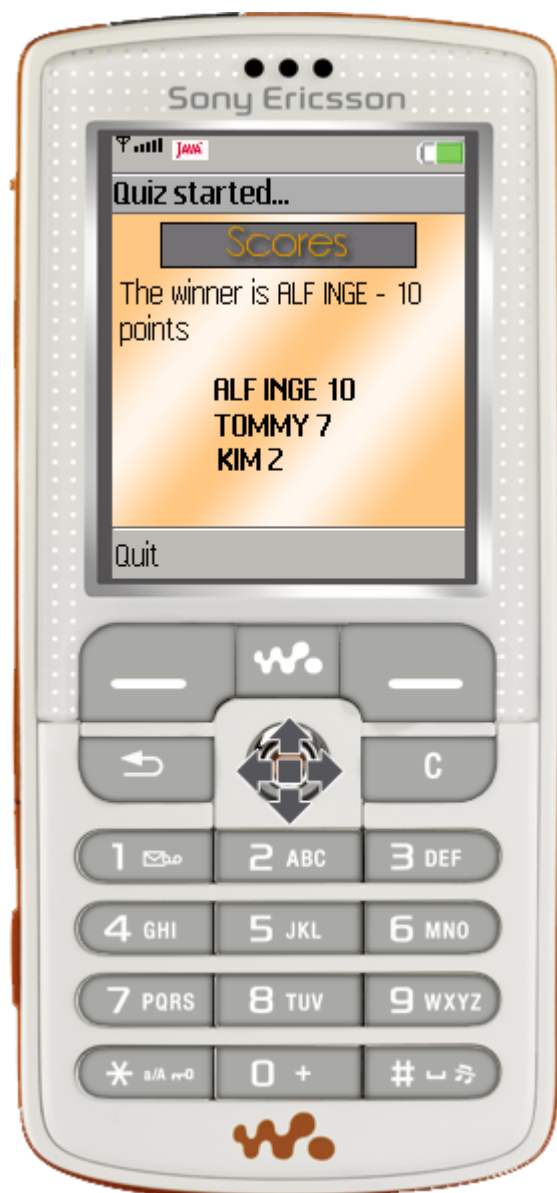 Sony Ericsson
JAVA
Quiz started...
Scores
The winner is ALF INGE - 10
points
ALF INGE 10
TOMMY 7
KIM 2
Quit
C
1 2 ABC 3 DEF
4 GHI 5 JKL 6 MNO
7 PQRS 8 TUV 9 WXYZ
* a/A 0 + #